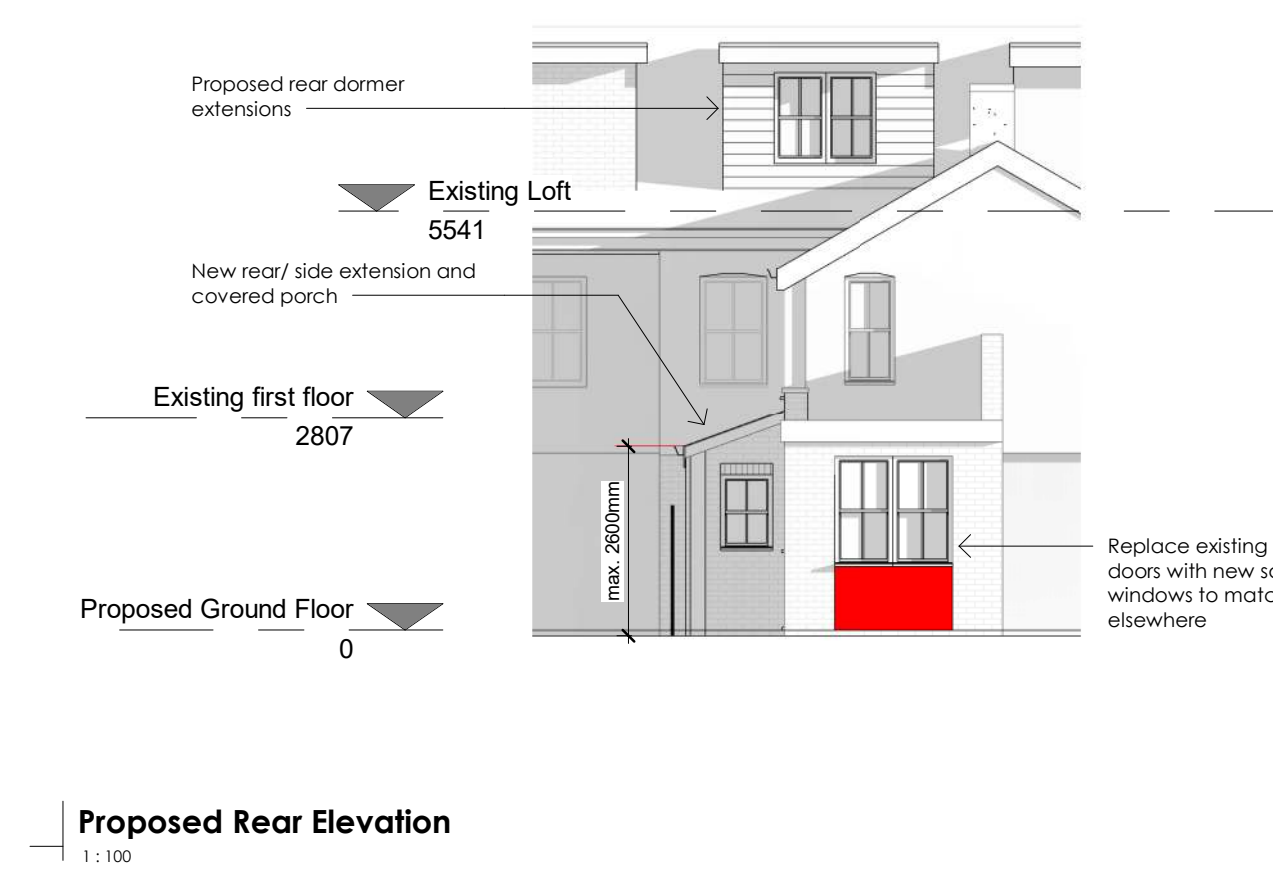 Proposed rear dormer
extensions
Existing Loft
5541
New rear/ side extension and
covered porch
Existing first floor
2807
max. 2600mm
Replace existing
doors with new
windows to
elsewhere
Proposed Ground Floor
0
Proposed Rear Elevation
1 : 100